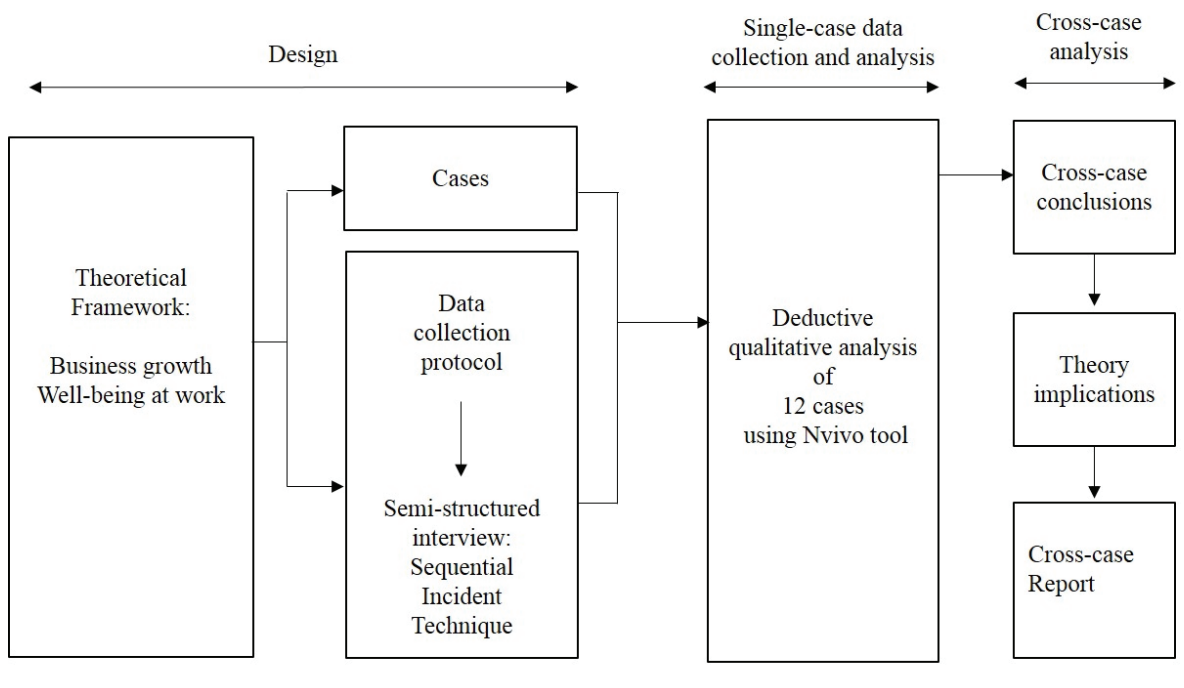 Design
Single-case data
collection and analysis
Cross-case
analysis
Theoretical
Framework:
Business growth
Well-being at work
Cases
Data
collection
protocol
Semi-structured
interview:
Sequential
Incident
Technique
Deductive
qualitative analysis
of
12 cases
using Nvivo tool
Cross-case
conclusions
Theory
implications
Cross-case
Report